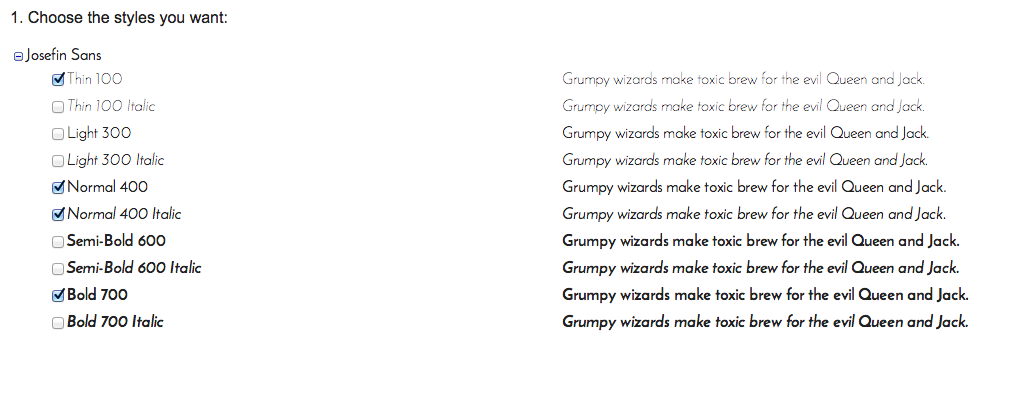 1. Choose the styles you want:
Josefin Sans
Thin 100 Grumpy wizards make toxic brew for the evil Queen and Jack.
Thin 100 Italic Grumpy wizards make toxic brew for the evil Queen and Jack.
Light 300 Grumpy wizards make toxic brew for the evil Queen and Jack.
Light 300 Italic Grumpy wizards make toxic brew for the evil Queen and Jack.
Normal 400 Grumpy wizards make toxic brew for the evil Queen and Jack.
Normal 400 Italic Grumpy wizards make toxic brew for the evil Queen and Jack.
Semi-Bold 600 Grumpy wizards make toxic brew for the evil Queen and Jack.
Semi-Bold 600 Italic Grumpy wizards make toxic brew for the evil Queen and Jack.
Bold 700 Grumpy wizards make toxic brew for the evil Queen and Jack.
Bold 700 Italic Grumpy wizards make toxic brew for the evil Queen and Jack.